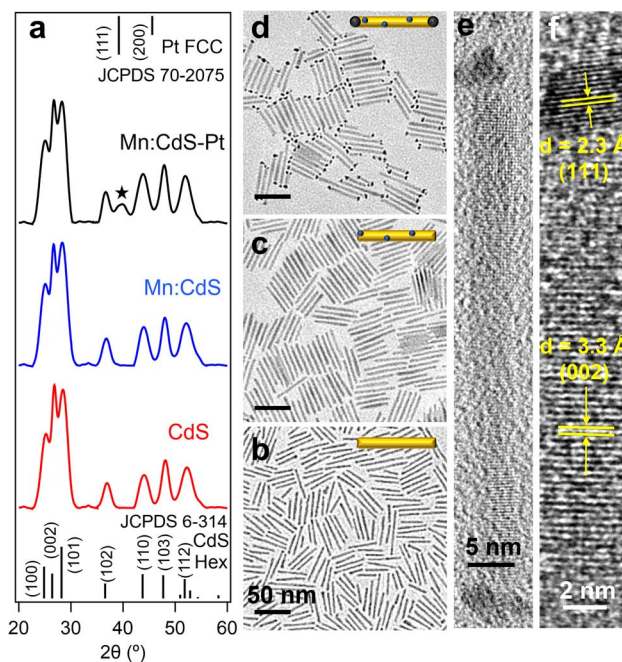 a
(111)
(200)
Pt FCC
JCPDS 70-2075
Mn:CdS-Pt
★
Mn:CdS
CdS
JCPDS 6-314
CdS
Hex
(100)
(002)
(101)
(102)
(110)
(103)
(112)
20 30 40 50 60
2θ (º)
d
c
b
50 nm
e
5 nm
f
d = 2.3 Å
(111)
d = 3.3 Å
(002)
2 nm